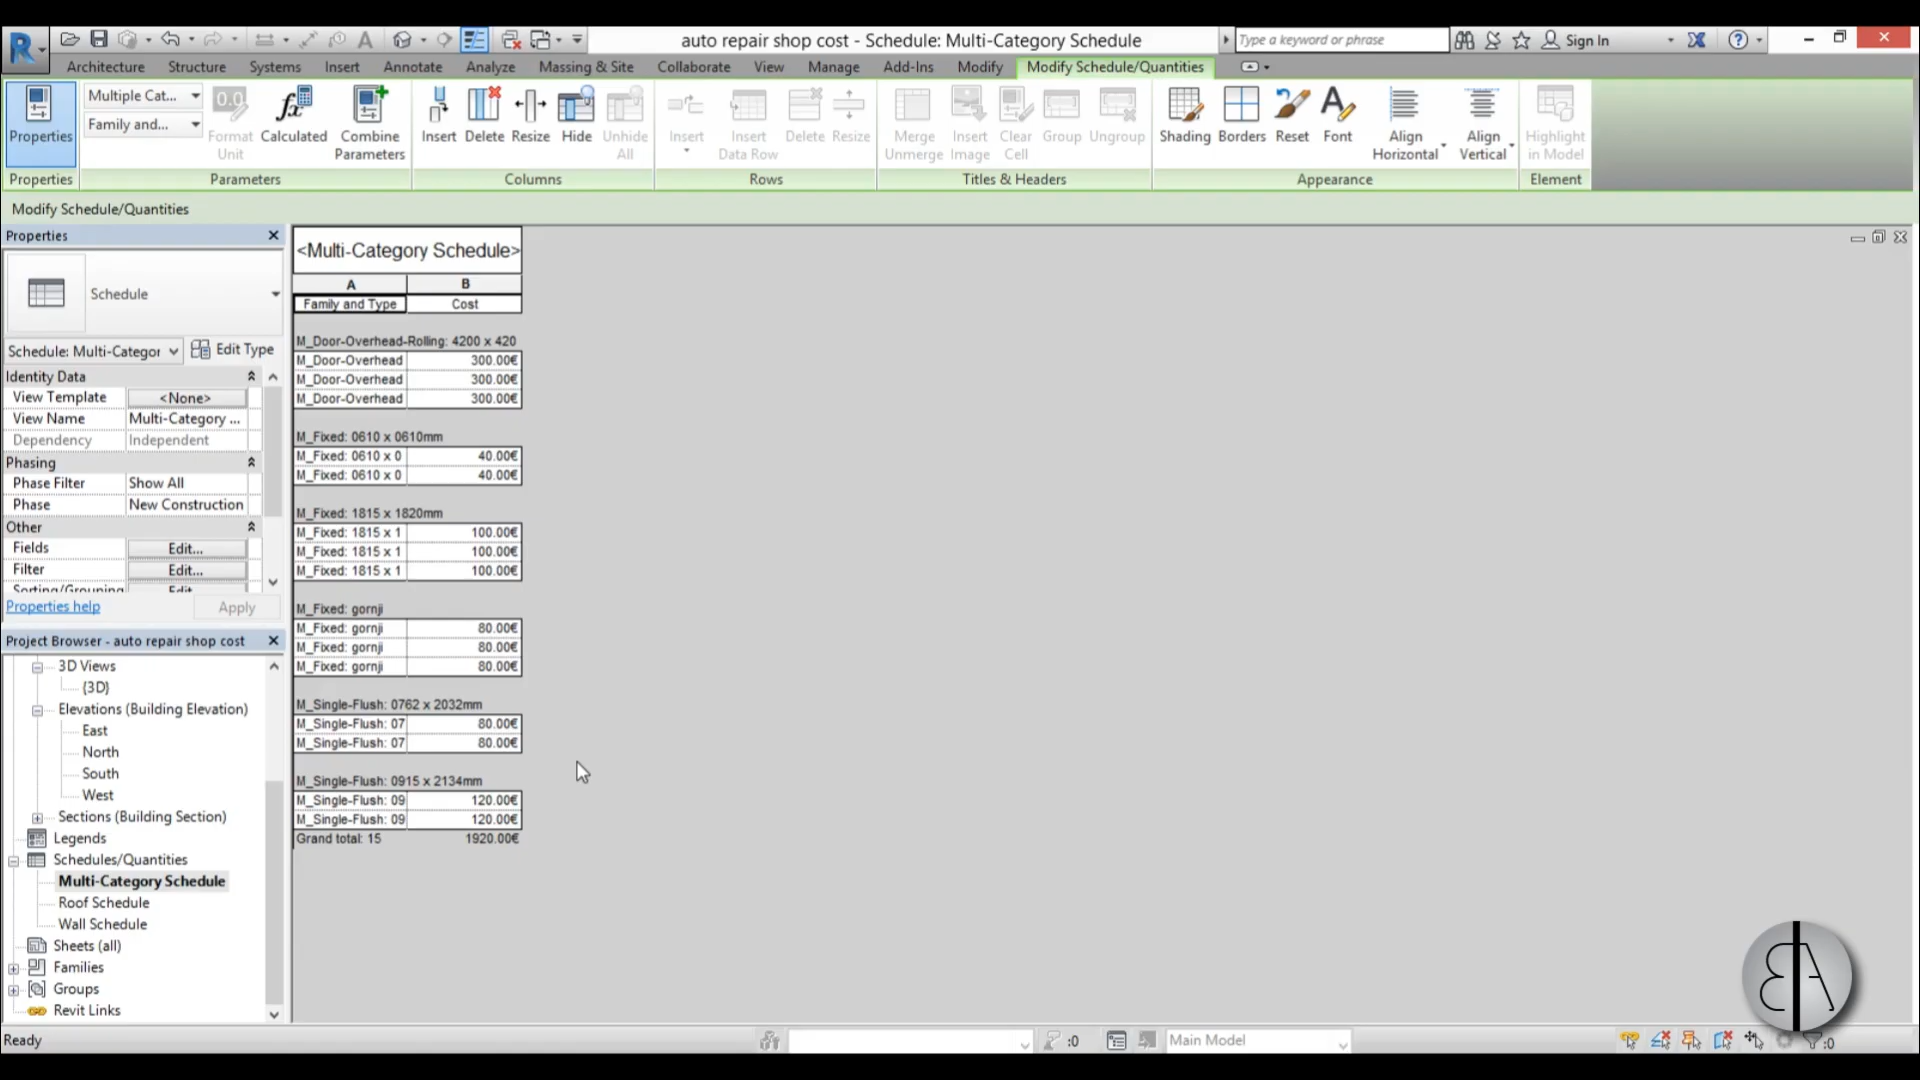 auto repair shop cost - Schedule: Multi-Category Schedule
Type a keyword or phrase
Sign In
Architecture Structure Systems Insert Annotate Analyze Massing & Site Collaborate View Manage Add-Ins Modify Modify Schedule/Quantities
Properties
Multiple Cat...
Family and...
Format Unit
Calculated
Combine Parameters
Insert
Delete
Resize
Hide
Unhide All
Insert
Insert Data Row
Delete
Resize
Merge Unmerge
Insert Image
Clear Cell
Group
Ungroup
Shading
Borders
Reset
Font
Align Horizontal
Align Vertical
Highlight in Model
Properties Parameters Columns Rows Titles & Headers Appearance Element
Modify Schedule/Quantities
Properties
Schedule
Schedule: Multi-Categor
Edit Type
Identity Data
View Template <None>
View Name Multi-Category ...
Dependency Independent
Phasing
Phase Filter Show All
Phase New Construction
Other
Fields Edit...
Filter Edit...
Sorting/Grouping Edit
Properties help
Apply
Project Browser - auto repair shop cost
3D Views
{3D}
Elevations (Building Elevation)
East
North
South
West
Sections (Building Section)
Legends
Schedules/Quantities
Multi-Category Schedule
Roof Schedule
Wall Schedule
Sheets (all)
Families
Groups
Revit Links
<Multi-Category Schedule>
A B
Family and Type Cost
M_Door-Overhead-Rolling: 4200 x 420
M_Door-Overhead 300.00€
M_Door-Overhead 300.00€
M_Door-Overhead 300.00€
M_Fixed: 0610 x 0610mm
M_Fixed: 0610 x 0 40.00€
M_Fixed: 0610 x 0 40.00€
M_Fixed: 1815 x 1820mm
M_Fixed: 1815 x 1 100.00€
M_Fixed: 1815 x 1 100.00€
M_Fixed: 1815 x 1 100.00€
M_Fixed: gornji
M_Fixed: gornji 80.00€
M_Fixed: gornji 80.00€
M_Fixed: gornji 80.00€
M_Single-Flush: 0762 x 2032mm
M_Single-Flush: 07 80.00€
M_Single-Flush: 07 80.00€
M_Single-Flush: 0915 x 2134mm
M_Single-Flush: 09 120.00€
M_Single-Flush: 09 120.00€
Grand total: 15 1920.00€
Ready
:0
Main Model
:0